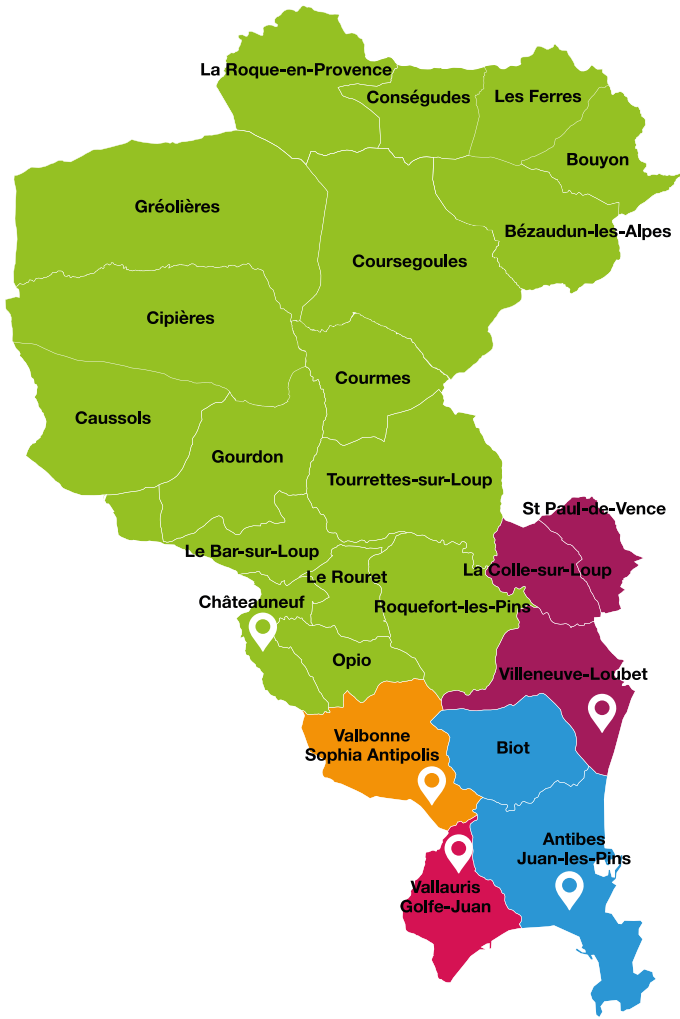 La Roque-en-Provence
Conségudes
Les Ferres
Bouyon
Gréolières
Bézaudun-les-Alpes
Coursegoules
Cipières
Courmes
Caussols
Gourdon
Tourrettes-sur-Loup
St Paul-de-Vence
Le Bar-sur-Loup
La Colle-sur-Loup
Le Rouret
Châteauneuf
Roquefort-les-Pins
Opio
Villeneuve-Loubet
Valbonne
Sophia Antipolis
Biot
Antibes
Juan-les-Pins
Vallauris
Golfe-Juan